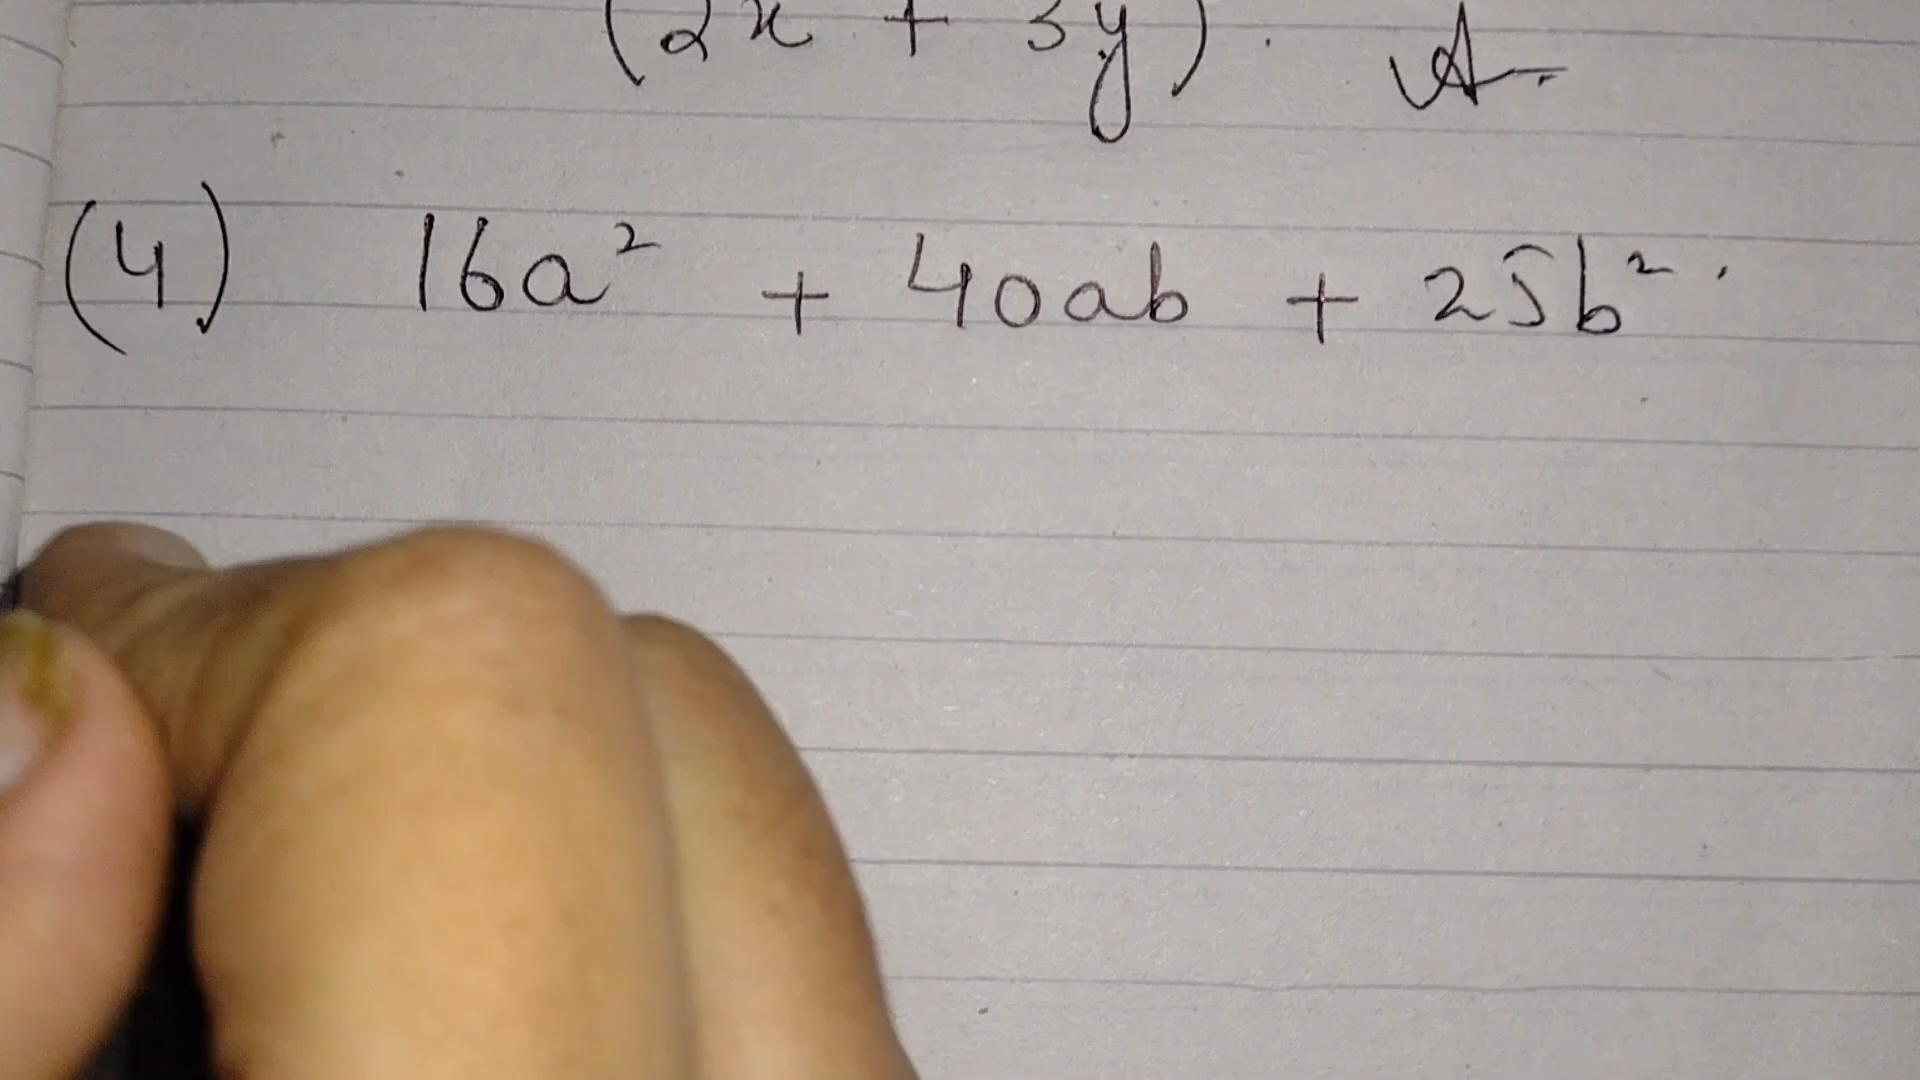 (2x + 3y).
(4) 16a² + 40ab + 25b².